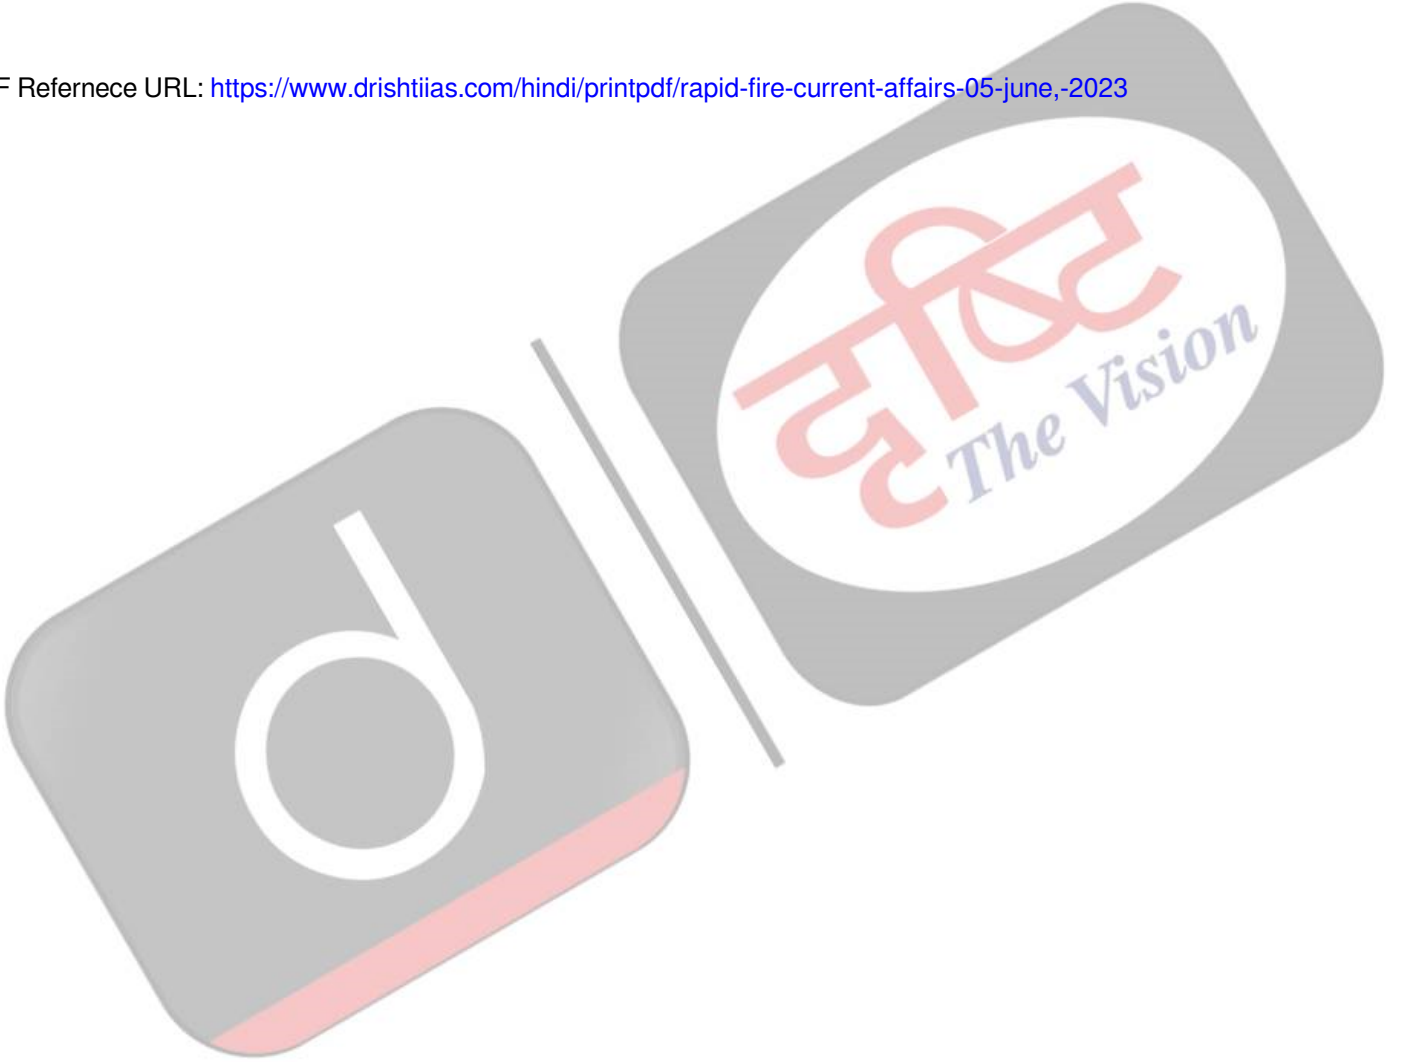 F Refernece URL: https://www.drishtiias.com/hindi/printpdf/rapid-fire-current-affairs-05-june,-2023
दृष्टि
The Vision
d